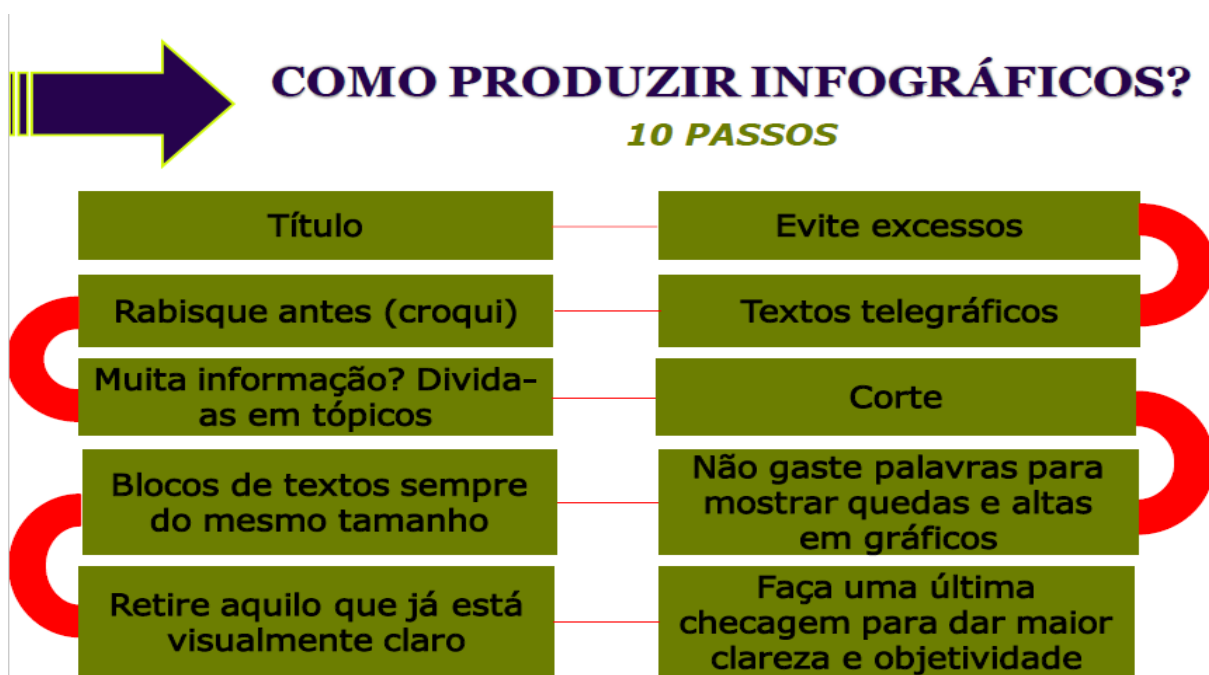 COMO PRODUZIR INFOGRÁFICOS?
10 PASSOS
Título
Evite excessos
Rabisque antes (croqui)
Textos telegráficos
Muita informação? Divida-
as em tópicos
Corte
Blocos de textos sempre
do mesmo tamanho
Não gaste palavras para
mostrar quedas e altas
em gráficos
Retire aquilo que já está
visualmente claro
Faça uma última
checagem para dar maior
clareza e objetividade